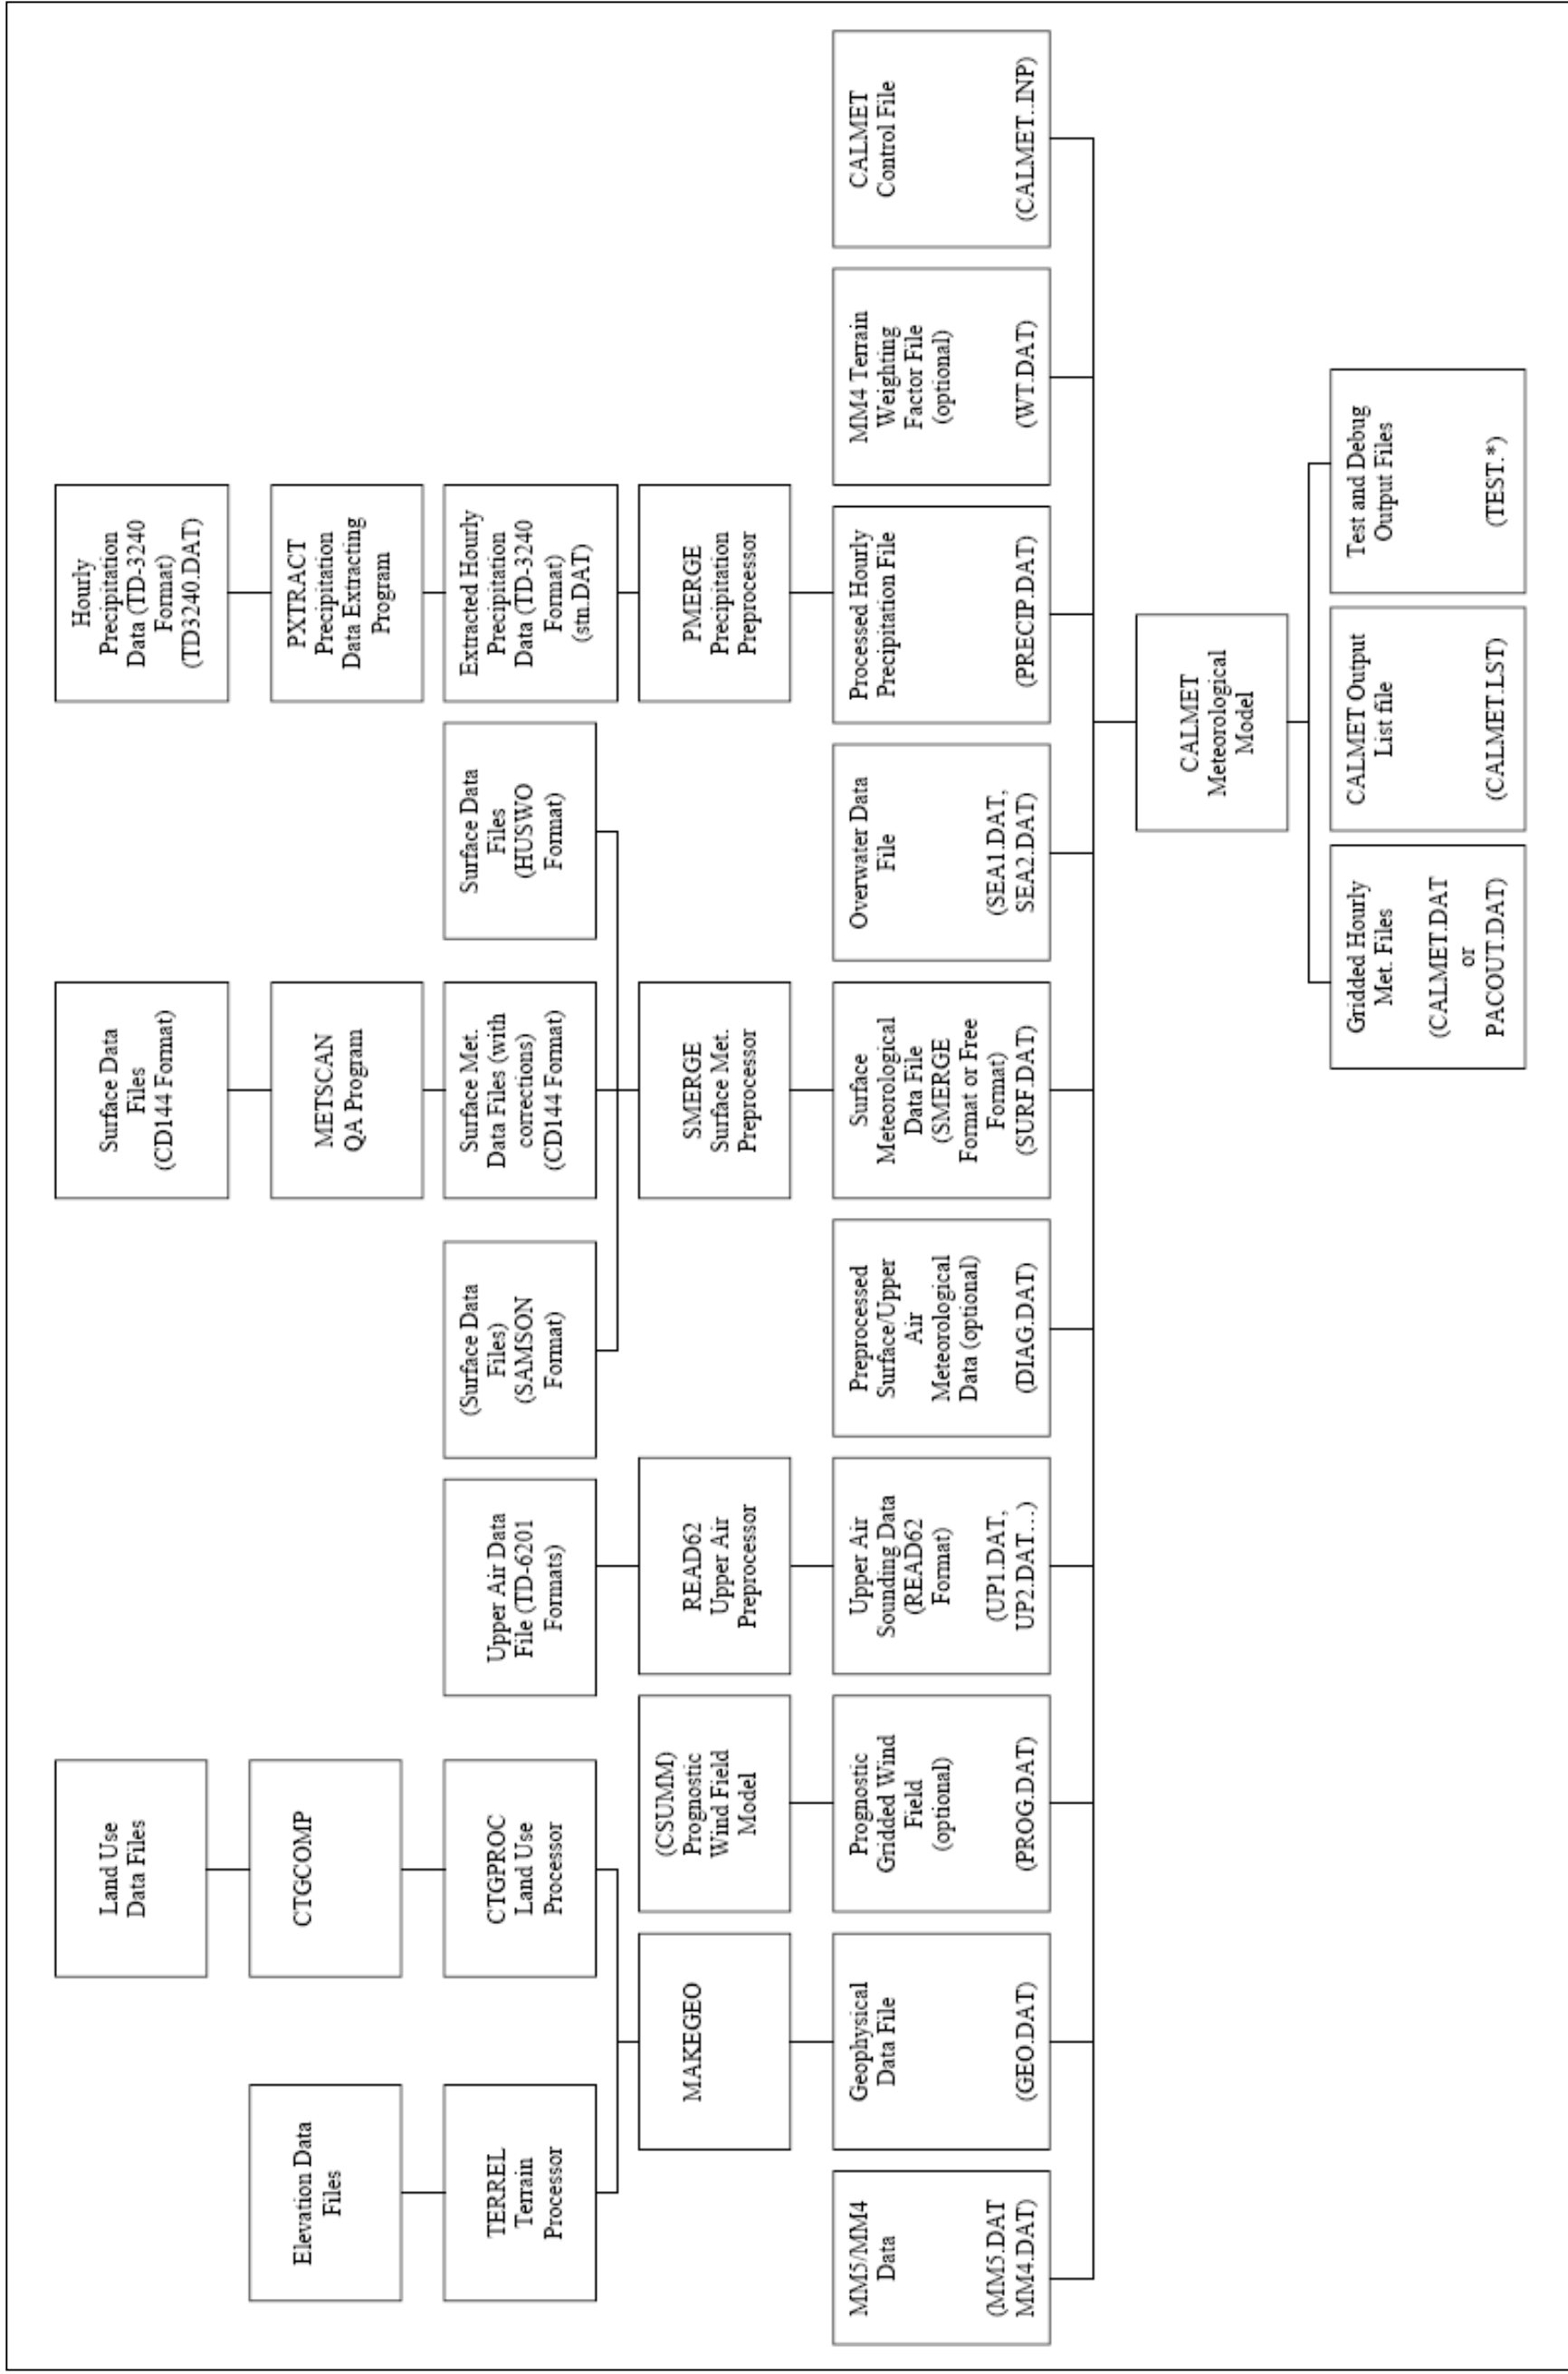 Land Use
Data Files
Surface Data
Files
(CD144 Format)
Hourly
Precipitation
Data (TD-3240
Format)
(TD3240.DAT)
Elevation Data
Files
CTGCOMP
METSCAN
QA Program
PXTRACT
Precipitation
Data Extracting
Program
TERREL
Terrain
Processor
CTGPROC
Land Use
Processor
Upper Air Data
File (TD-6201
Formats)
(Surface Data
Files)
(SAMSON
Format)
Surface Met.
Data Files (with
corrections)
(CD144 Format)
Surface Data
Files
(HUSWO
Format)
Extracted Hourly
Precipitation
Data (TD-3240
Format)
(stn.DAT)
MAKEGEO
(CSUMM)
Prognostic
Wind Field
Model
READ62
Upper Air
Preprocessor
SMERGE
Surface Met.
Preprocessor
PMERGE
Precipitation
Preprocessor
MM5/MM4
Data
(MM5.DAT
MM4.DAT)
Geophysical
Data File
(GEO.DAT)
Prognostic
Gridded Wind
Field
(optional)
(PROG.DAT)
Upper Air
Sounding Data
(READ62
Format)
(UP1.DAT,
UP2.DAT...)
Preprocessed
Surface/Upper
Air
Meteorological
Data (optional)
(DIAG.DAT)
Surface
Meteorological
Data File
(SMERGE
Format or Free
Format)
(SURF.DAT)
Overwater Data
File
(SEA1.DAT,
SEA2.DAT)
Processed Hourly
Precipitation File
(PRECIP.DAT)
MM4 Terrain
Weighting
Factor File
(optional)
(WT.DAT)
CALMET
Control File
(CALMET..INP)
CALMET
Meteorological
Model
Gridded Hourly
Met. Files
(CALMET.DAT
or
PACOUT.DAT)
CALMET Output
List file
(CALMET.LST)
Test and Debug
Output Files
(TEST.*)